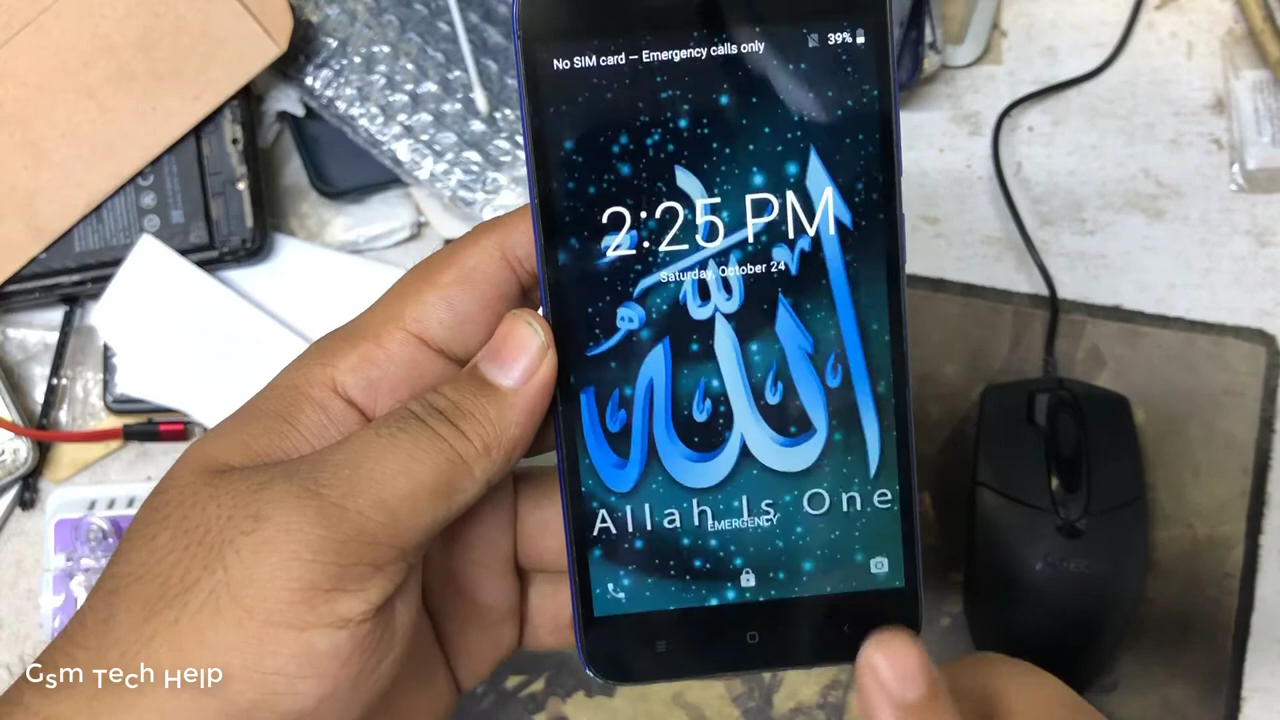 No SIM card — Emergency calls only
39%
2:25 PM
Saturday, October 24
الله
Allah Is One
EMERGENCY
Gsm Tech Help